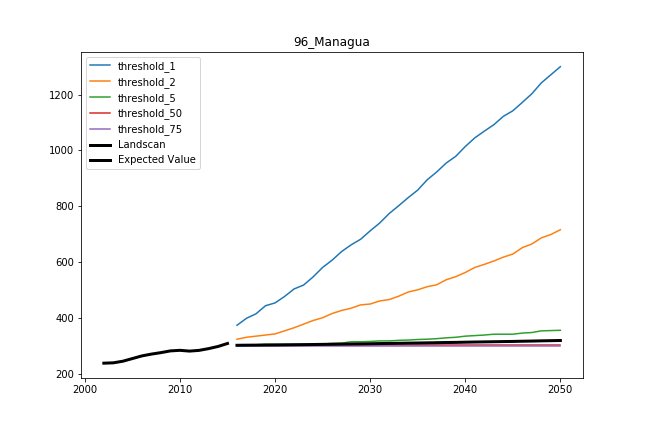 96_Managua
threshold_1
threshold_2
threshold_5
threshold_50
threshold_75
Landscan
Expected Value
1200
1000
800
600
400
200
2000
2010
2020
2030
2040
2050